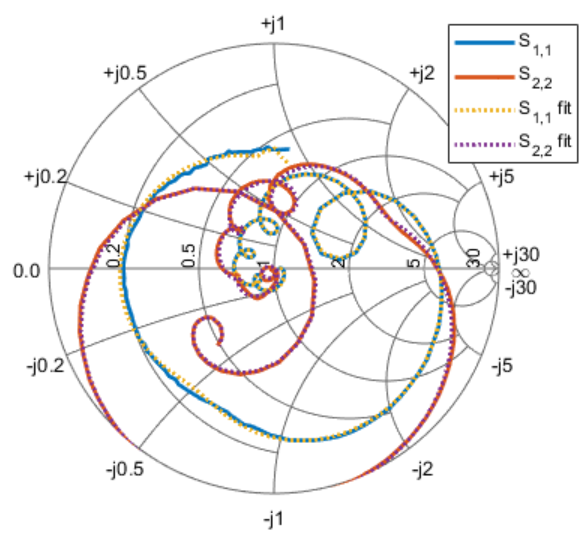 +j1
+j0.5
+j2
S1,1
S2,2
S1,1 fit
S2,2 fit
+j0.2
+j5
0.0
0.2
0.5
1
2
5
30
+j30
∞
-j30
-j0.2
-j5
-j0.5
-j2
-j1